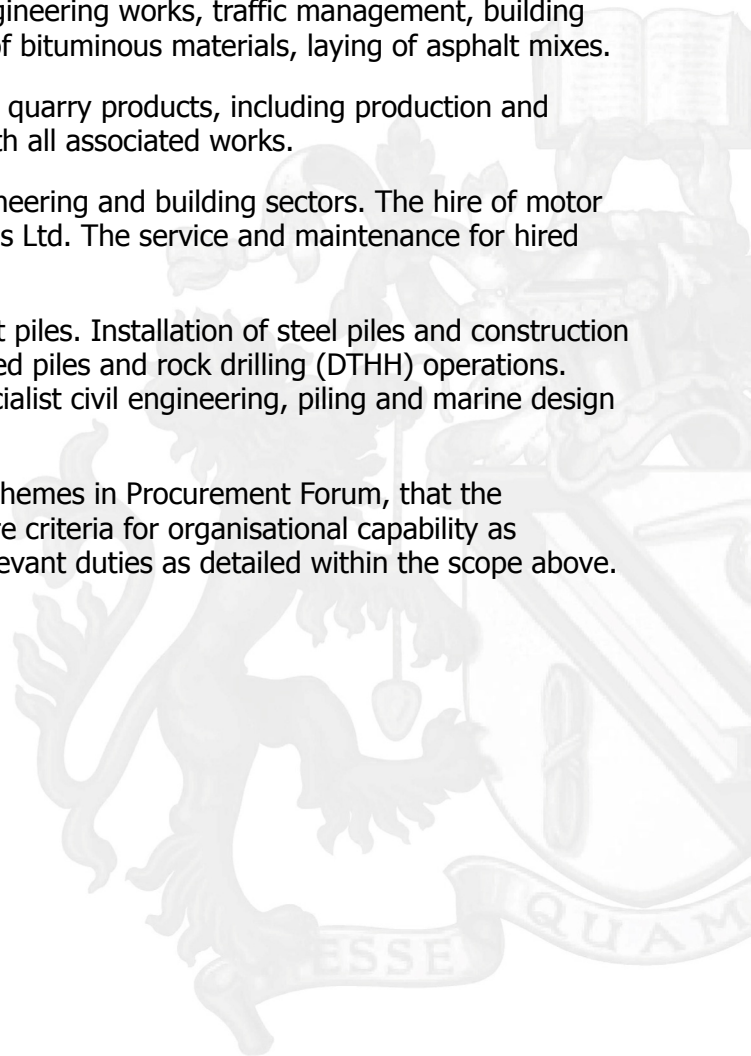 gineering works, traffic management, building
of bituminous materials, laying of asphalt mixes.
quarry products, including production and
th all associated works.
neering and building sectors. The hire of motor
s Ltd. The service and maintenance for hired
t piles. Installation of steel piles and construction
ed piles and rock drilling (DTHH) operations.
cialist civil engineering, piling and marine design
hemes in Procurement Forum, that the
re criteria for organisational capability as
evant duties as detailed within the scope above.
ESSE QUAM